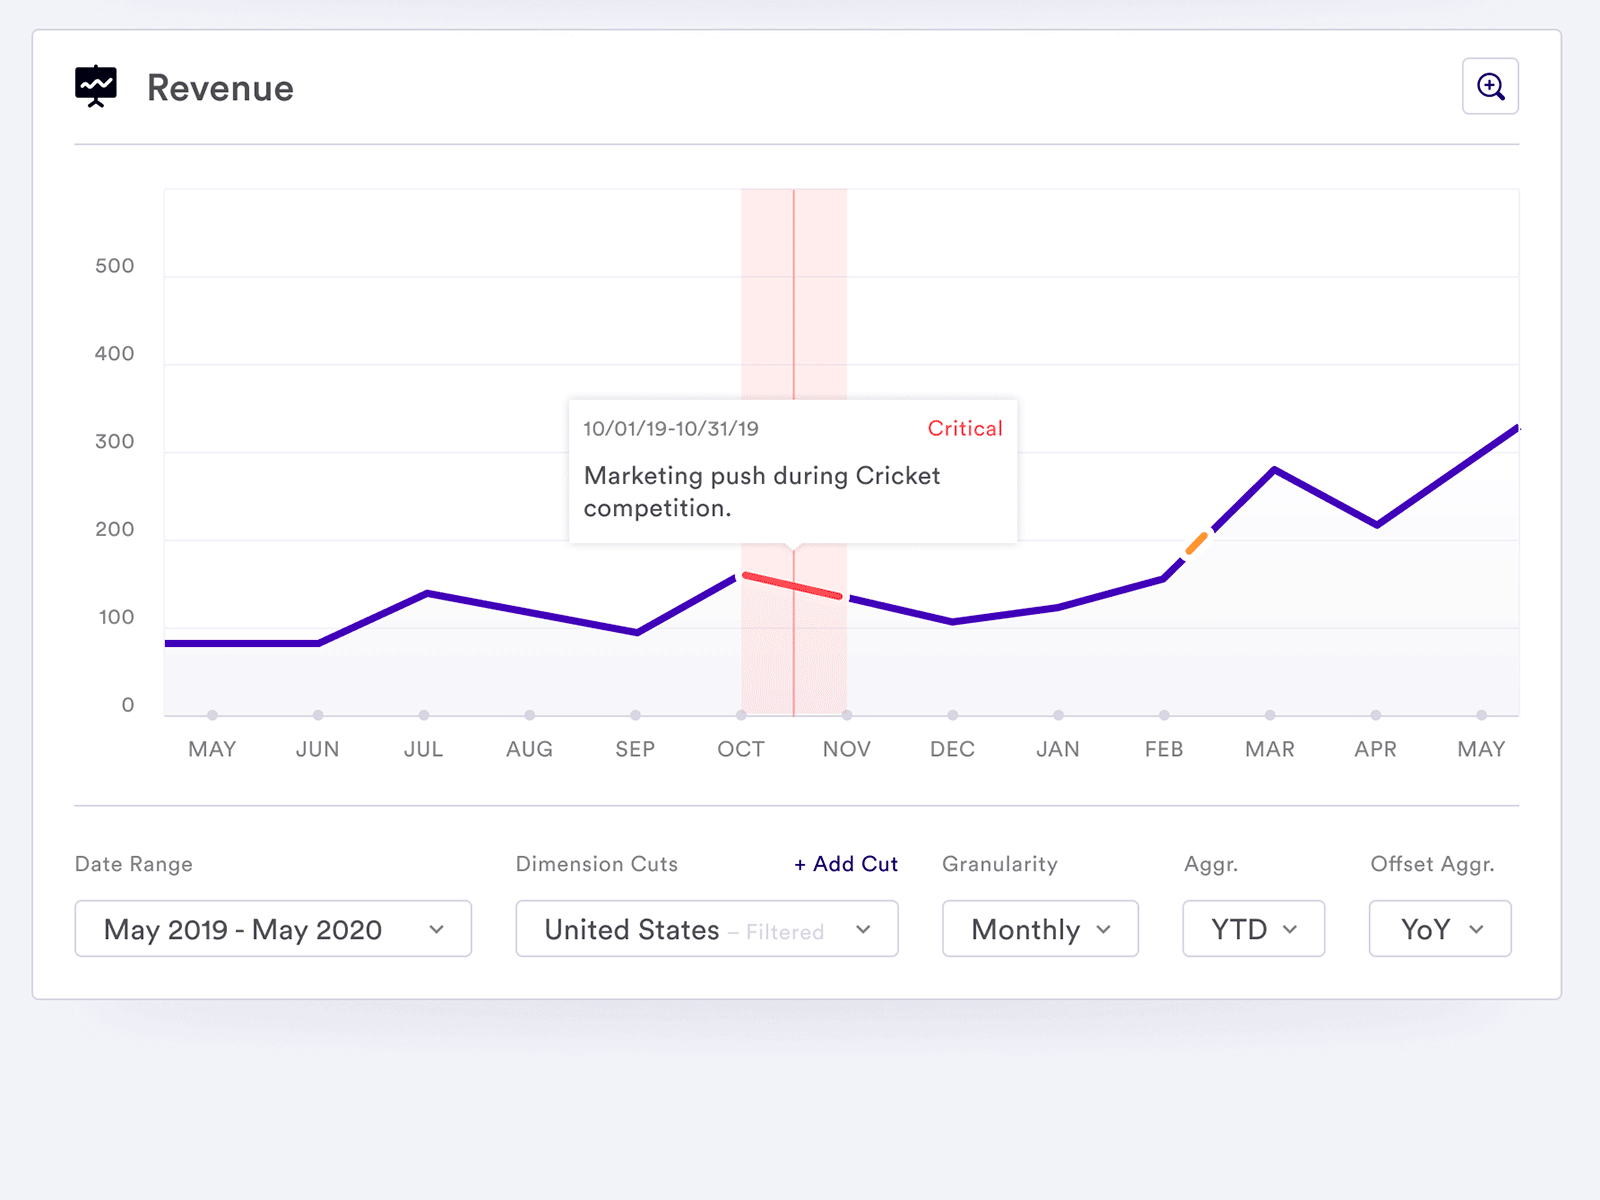 Revenue
500
400
300
200
100
0
10/01/19-10/31/19 Critical
Marketing push during Cricket
competition.
MAY JUN JUL AUG SEP OCT NOV DEC JAN FEB MAR APR MAY
Date Range Dimension Cuts + Add Cut Granularity Aggr. Offset Aggr.
May 2019 - May 2020 United States – Filtered Monthly YTD YoY